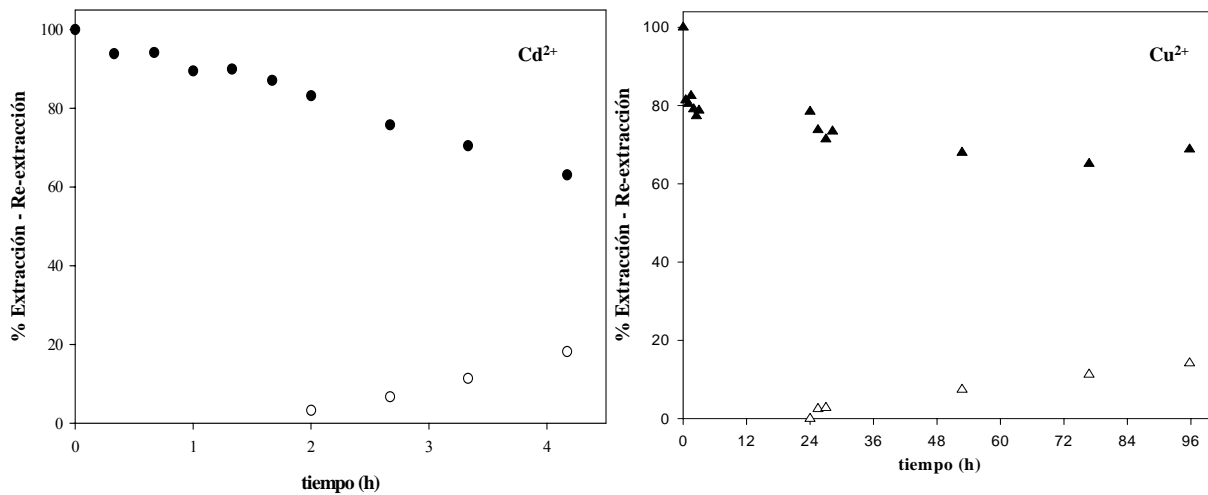 % Extracción - Re-extracción
100
80
60
40
20
0
Cd²⁺
0 1 2 3 4
tiempo (h)
% Extracción - Re-extracción
100
80
60
40
20
0
Cu²⁺
0 12 24 36 48 60 72 84 96
tiempo (h)